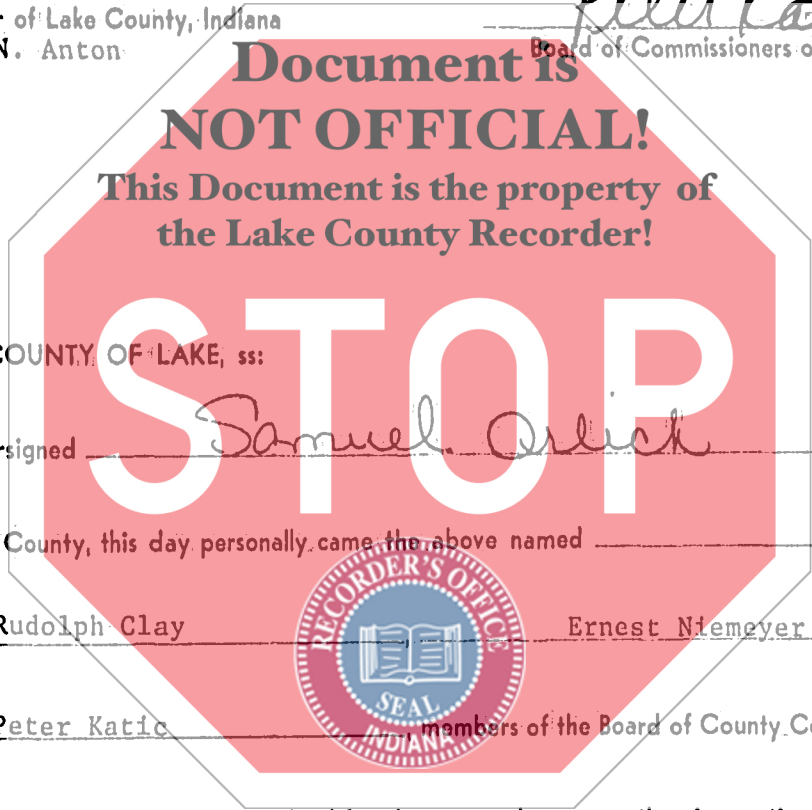 of Lake County, Indiana
N. Anton
Board of Commissioners o
Document is
NOT OFFICIAL!
This Document is the property of
the Lake County Recorder!
STOP
COUNTY OF LAKE, ss:
rsigned Samuel Orlich
County, this day personally came the above named
RECORDER'S OFFICE
SEAL
INDIANA
Rudolph Clay , Ernest Niemeyer
Peter Katic , members of the Board of County Co